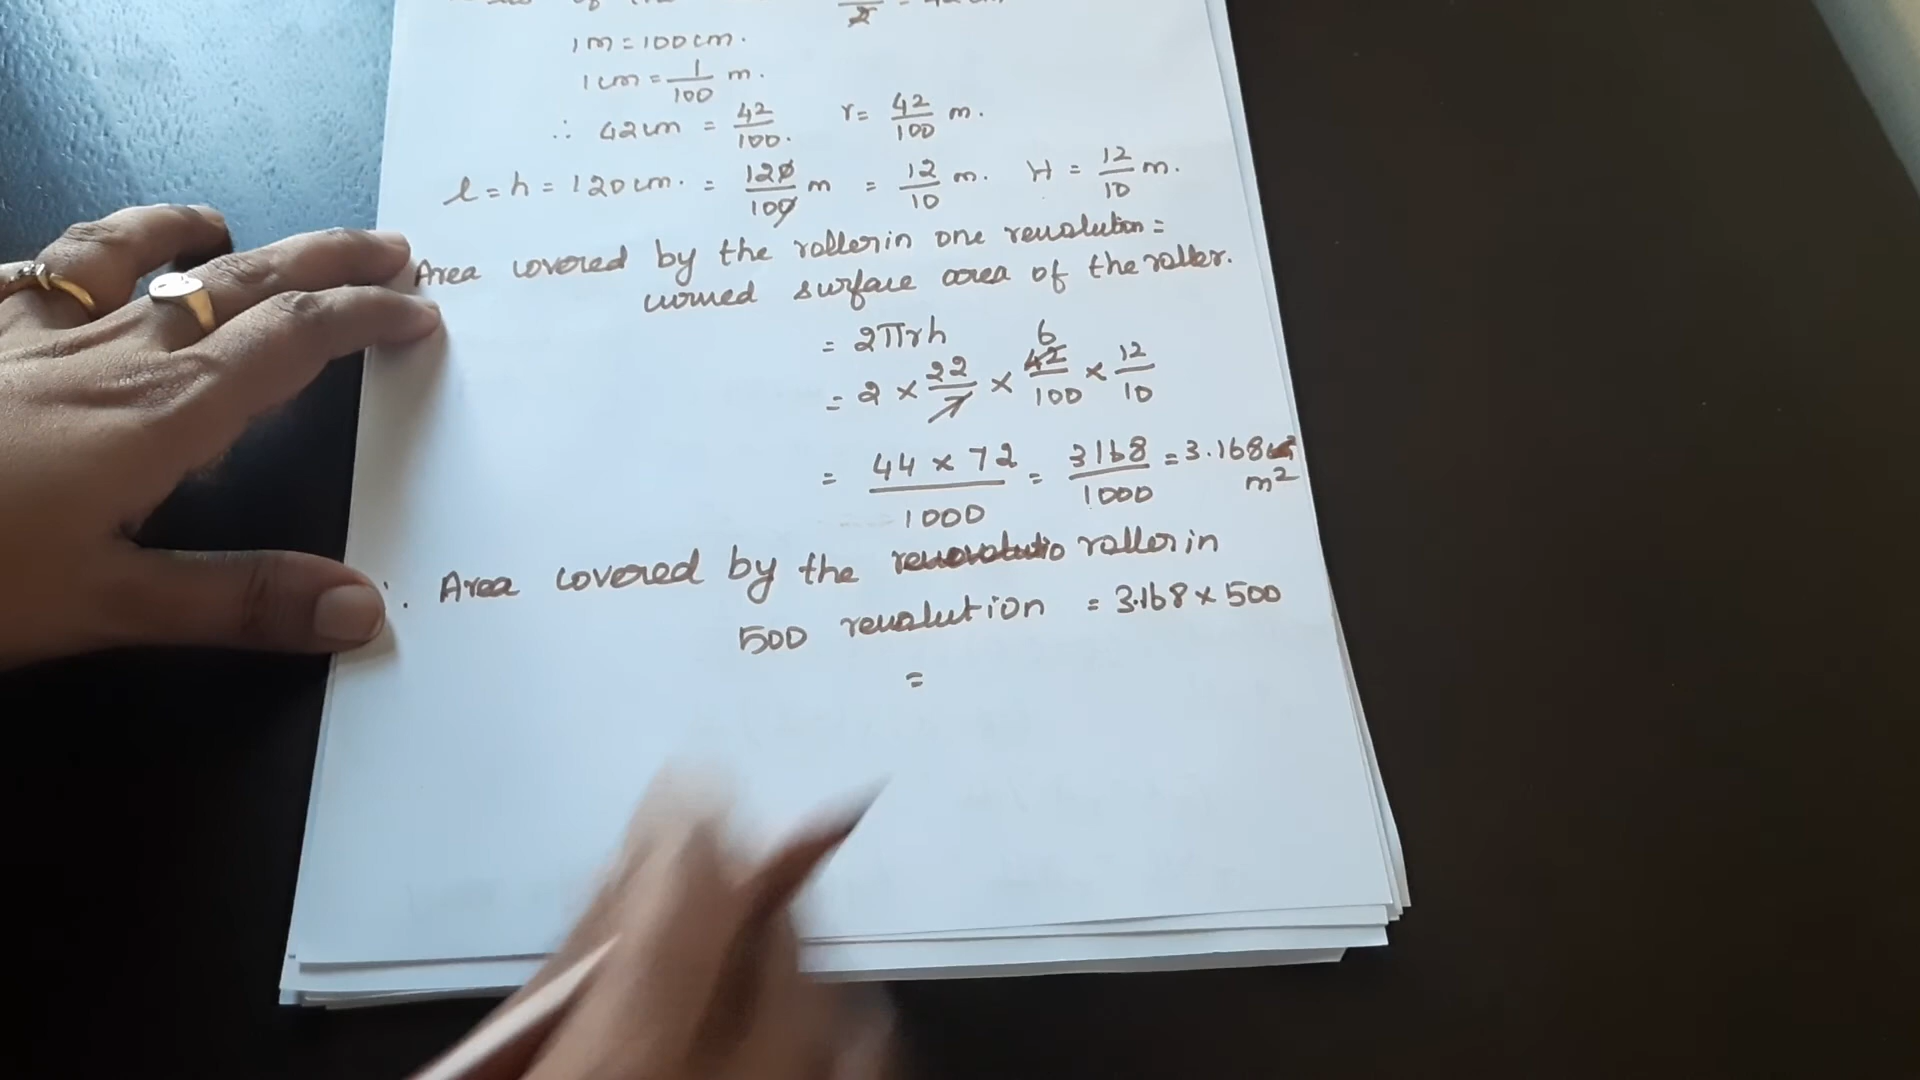 1m = 100cm.
1cm = 1/100 m.
∴ 42cm = 42/100. r = 42/100 m.
l = h = 120cm. = 120/100 m = 12/10 m. H = 12/10 m.
Area covered by the roller in one revolution =
curved surface area of the roller.
= 2πrh
= 2 × 22/7 × 42/100 × 12/10
6
= 44 × 72/1000 = 3168/1000 = 3.168
m²
∴ Area covered by the roller in
500 revolution = 3.168 × 500
=